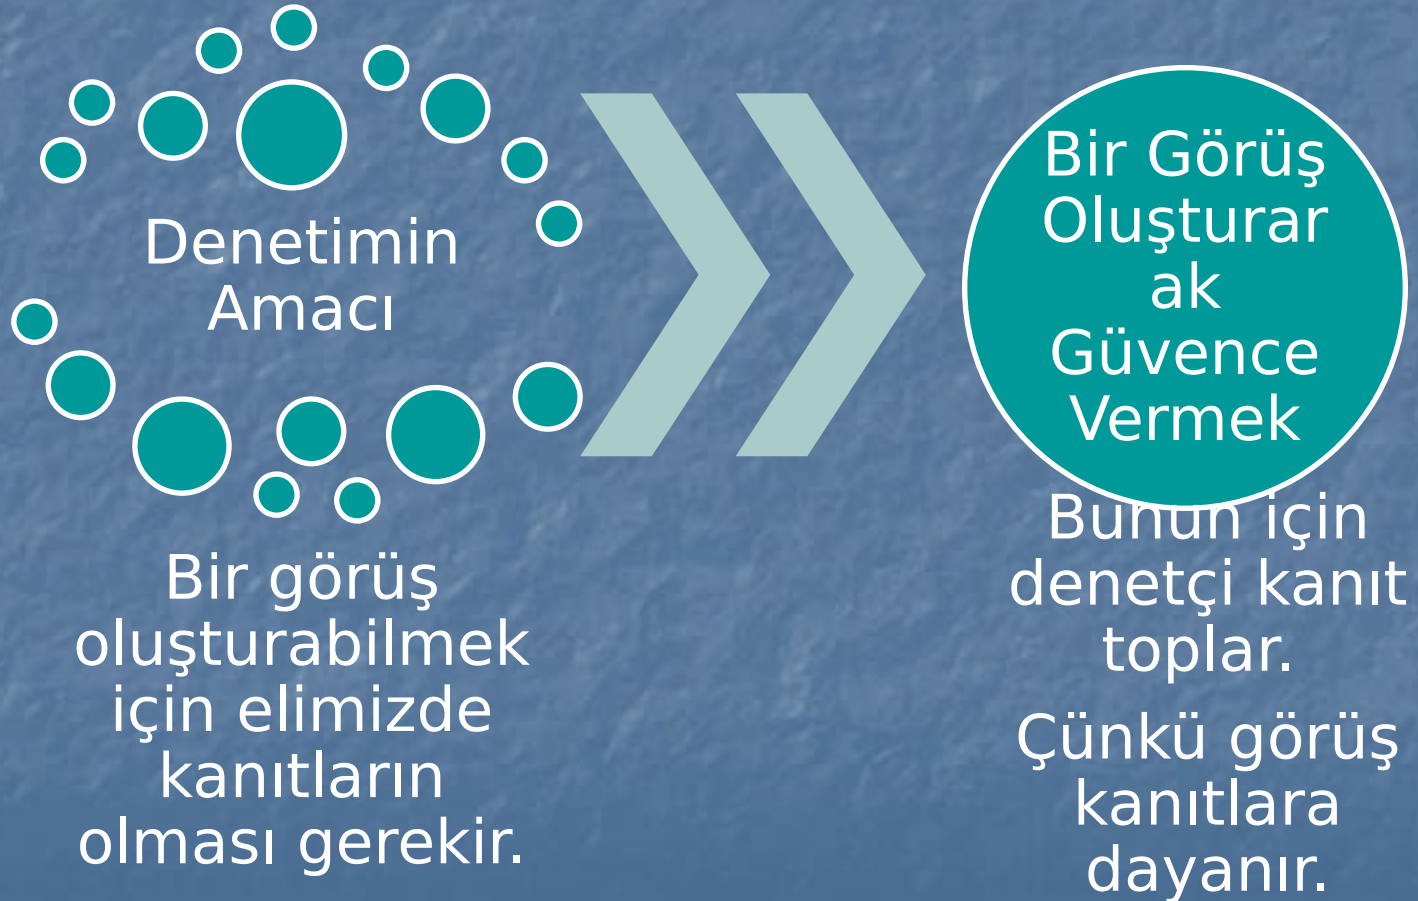 Denetimin
Amacı
Bir görüş
oluşturabilmek
için elimizde
kanıtların
olması gerekir.
Bir Görüş
Oluşturar
ak
Güvence
Vermek
Bunun için
denetçi kanıt
toplar.
Çünkü görüş
kanıtlara
dayanır.